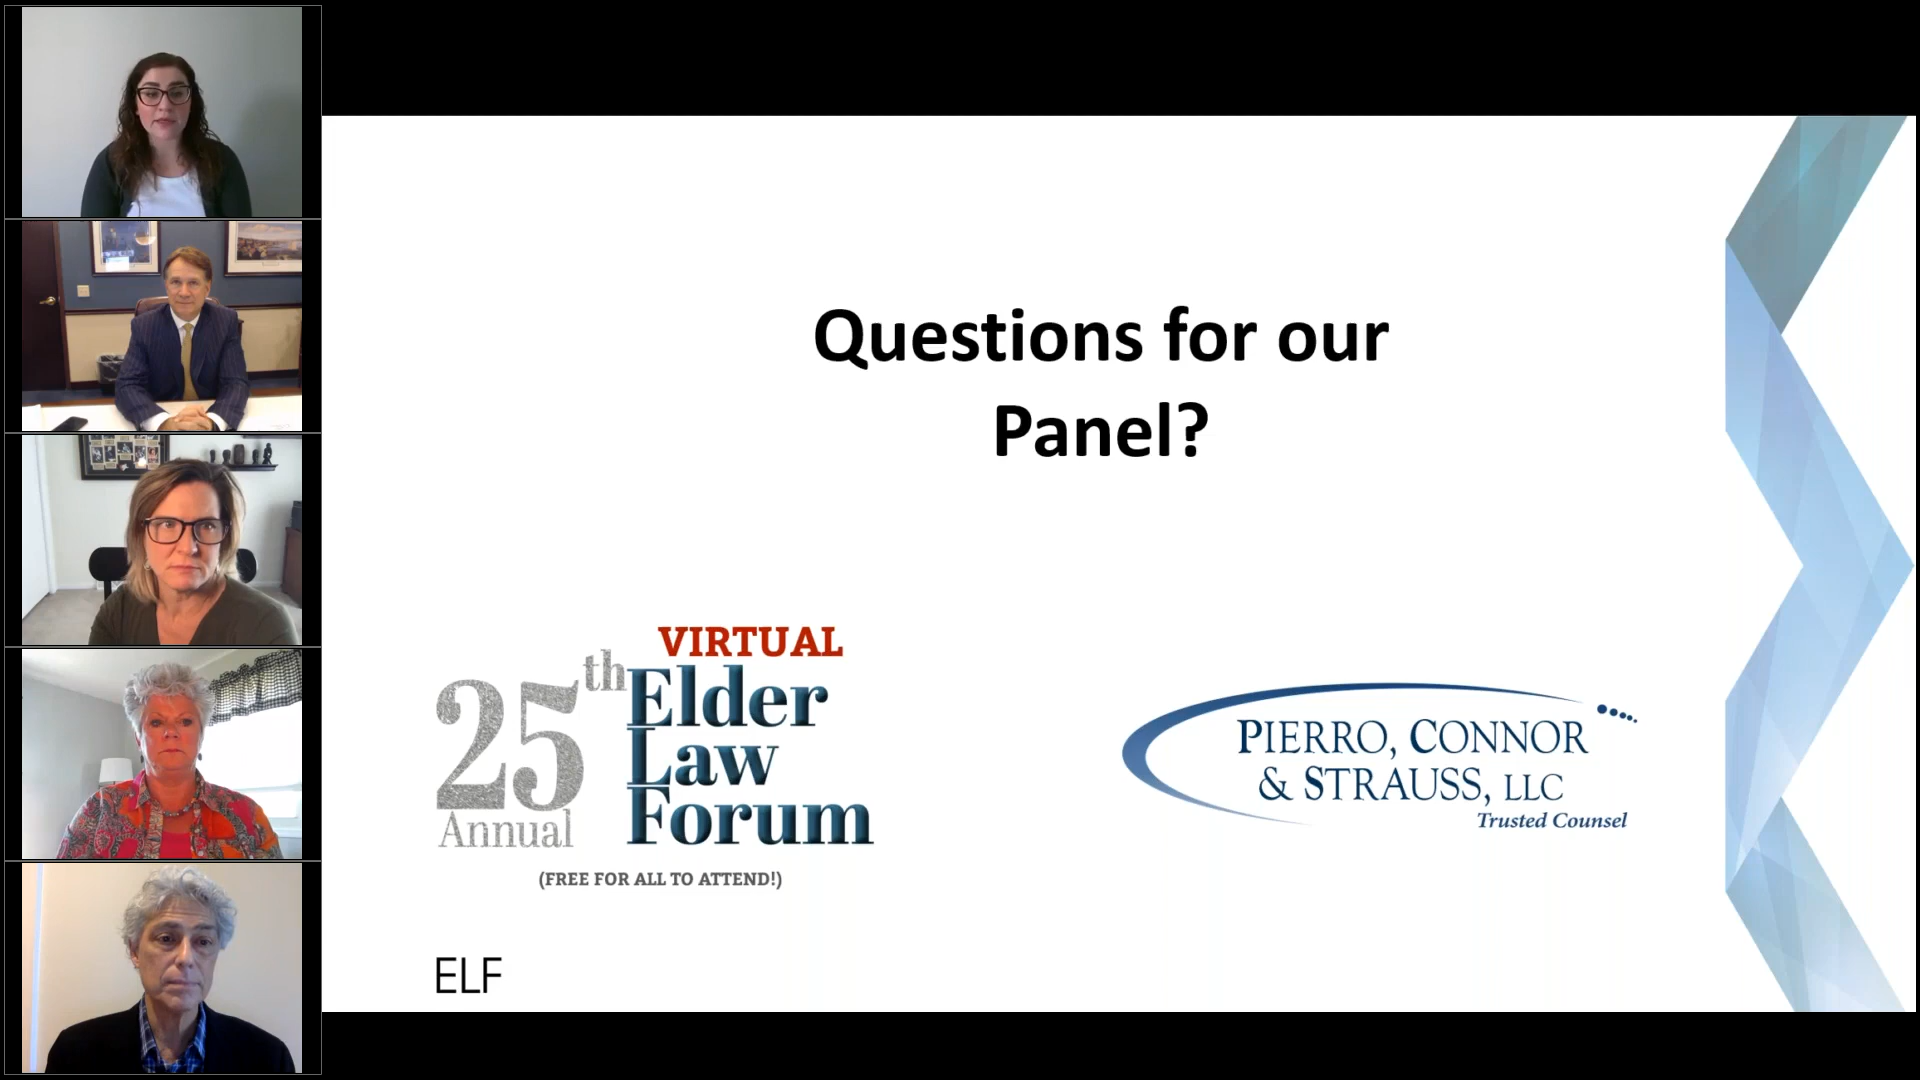 Questions for our
Panel?
VIRTUAL
25th Elder
Law
Forum
Annual
(FREE FOR ALL TO ATTEND!)
PIERRO, CONNOR
& STRAUSS, LLC
Trusted Counsel
ELF